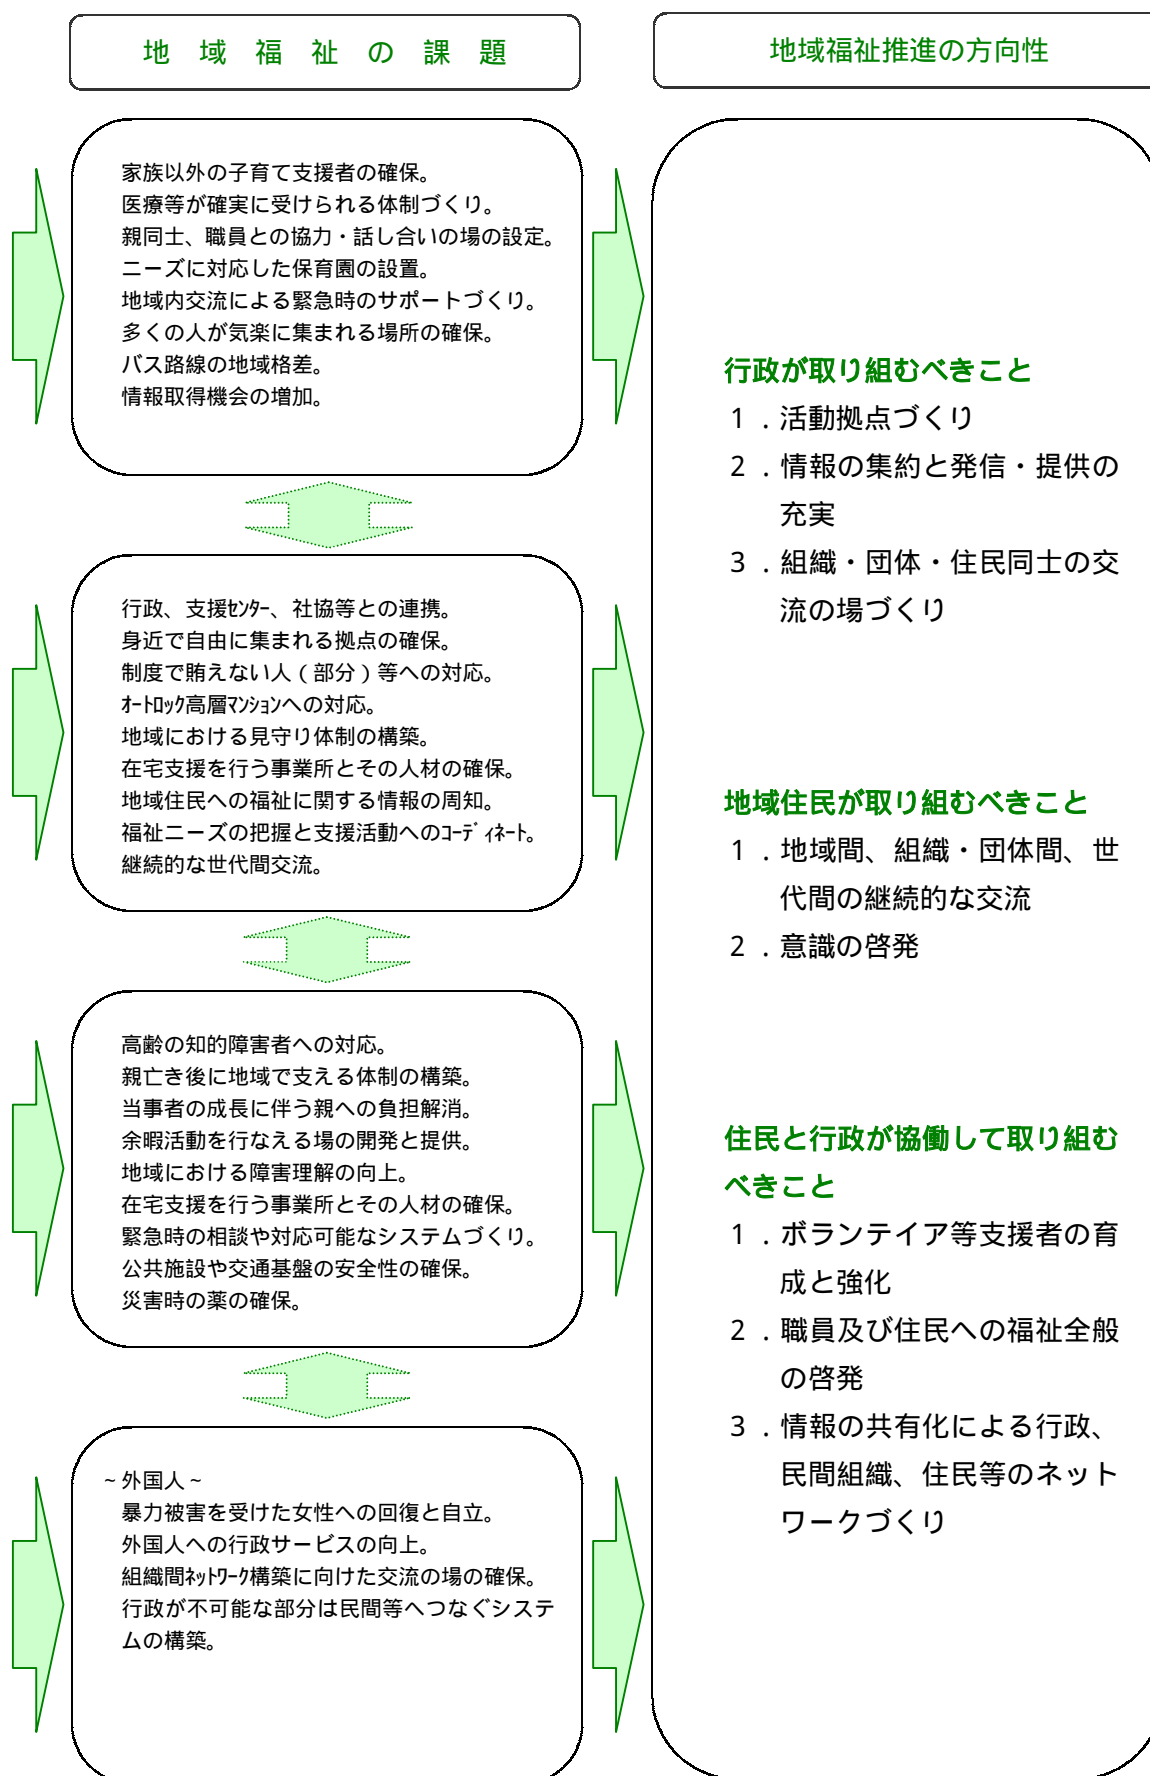 地域福祉の課題
家族以外の子育て支援者の確保。
医療等が確実に受けられる体制づくり。
親同士、職員との協力・話し合いの場の設定。
ニーズに対応した保育園の設置。
地域内交流による緊急時のサポートづくり。
多くの人が気楽に集まれる場所の確保。
バス路線の地域格差。
情報取得機会の増加。
行政、支援ｾﾝﾀｰ、社協等との連携。
身近で自由に集まれる拠点の確保。
制度で賄えない人（部分）等への対応。
ｵｰﾄﾛｯｸ高層ﾏﾝｼｮﾝへの対応。
地域における見守り体制の構築。
在宅支援を行う事業所とその人材の確保。
地域住民への福祉に関する情報の周知。
福祉ニーズの把握と支援活動へのｺｰﾃﾞｨﾈｰﾄ。
継続的な世代間交流。
高齢の知的障害者への対応。
親亡き後に地域で支える体制の構築。
当事者の成長に伴う親への負担解消。
余暇活動を行なえる場の開発と提供。
地域における障害理解の向上。
在宅支援を行う事業所とその人材の確保。
緊急時の相談や対応可能なシステムづくり。
公共施設や交通基盤の安全性の確保。
災害時の薬の確保。
~外国人~
暴力被害を受けた女性への回復と自立。
外国人への行政サービスの向上。
組織間ﾈｯﾄﾜｰｸ構築に向けた交流の場の確保。
行政が不可能な部分は民間等へつなぐシステ
ムの構築。
地域福祉推進の方向性
行政が取り組むべきこと
１．活動拠点づくり
２．情報の集約と発信・提供の
充実
３．組織・団体・住民同士の交
流の場づくり
地域住民が取り組むべきこと
１．地域間、組織・団体間、世
代間の継続的な交流
２．意識の啓発
住民と行政が協働して取り組む
べきこと
１．ボランテイア等支援者の育
成と強化
２．職員及び住民への福祉全般
の啓発
３．情報の共有化による行政、
民間組織、住民等のネット
ワークづくり